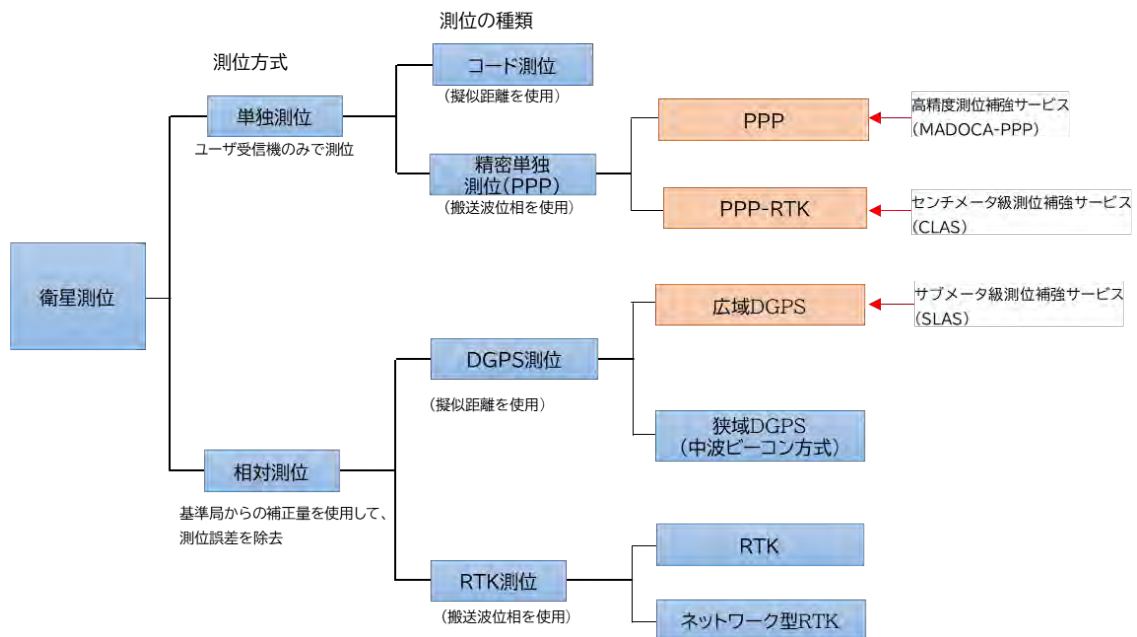 測位の種類
測位方式
コード測位
(擬似距離を使用)
単独測位
ユーザ受信機のみで測位
精密単独
測位(PPP)
(搬送波位相を使用)
PPP
高精度測位補強サービス
(MADOCA-PPP)
PPP-RTK
センチメータ級測位補強サービス
(CLAS)
衛星測位
広域DGPS
サブメータ級測位補強サービス
(SLAS)
DGPS測位
(擬似距離を使用)
狭域DGPS
(中波ビーコン方式)
相対測位
基準局からの補正量を使用して、
測位誤差を除去
RTK
RTK測位
(搬送波位相を使用)
ネットワーク型RTK